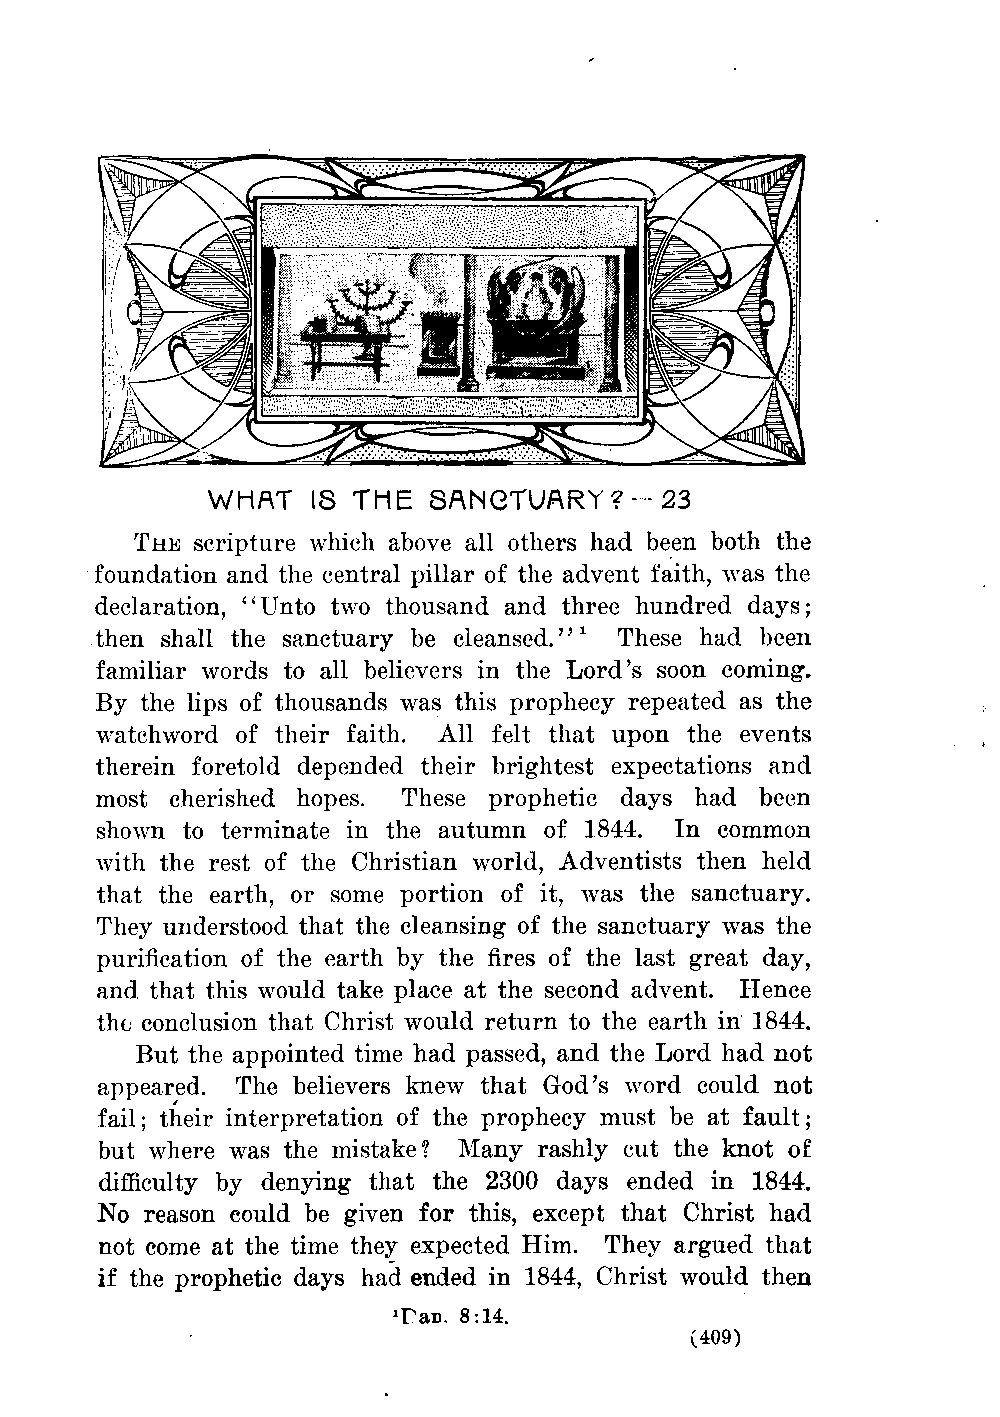 WHAT IS THE SANCTUARY?--23
THE scripture which above all others had been both the
foundation and the central pillar of the advent faith, was the
declaration, "Unto two thousand and three hundred days;
then shall the sanctuary be cleansed."¹ These had been
familiar words to all believers in the Lord's soon coming.
By the lips of thousands was this prophecy repeated as the
watchword of their faith. All felt that upon the events
therein foretold depended their brightest expectations and
most cherished hopes. These prophetic days had been
shown to terminate in the autumn of 1844. In common
with the rest of the Christian world, Adventists then held
that the earth, or some portion of it, was the sanctuary.
They understood that the cleansing of the sanctuary was the
purification of the earth by the fires of the last great day,
and that this would take place at the second advent. Hence
the conclusion that Christ would return to the earth in 1844.
But the appointed time had passed, and the Lord had not
appeared. The believers knew that God's word could not
fail; their interpretation of the prophecy must be at fault;
but where was the mistake? Many rashly cut the knot of
difficulty by denying that the 2300 days ended in 1844.
No reason could be given for this, except that Christ had
not come at the time they expected Him. They argued that
if the prophetic days had ended in 1844, Christ would then
¹Dan. 8:14.
(409)